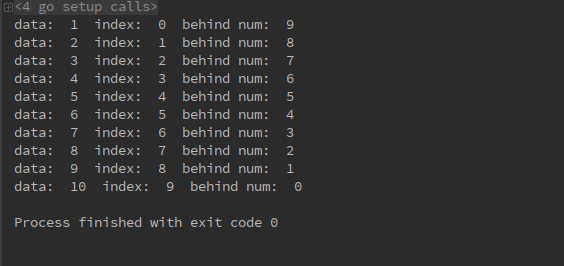 <4 go setup calls>
data:  1  index:  0  behind num:  9
data:  2  index:  1  behind num:  8
data:  3  index:  2  behind num:  7
data:  4  index:  3  behind num:  6
data:  5  index:  4  behind num:  5
data:  6  index:  5  behind num:  4
data:  7  index:  6  behind num:  3
data:  8  index:  7  behind num:  2
data:  9  index:  8  behind num:  1
data:  10  index:  9  behind num:  0
Process finished with exit code 0